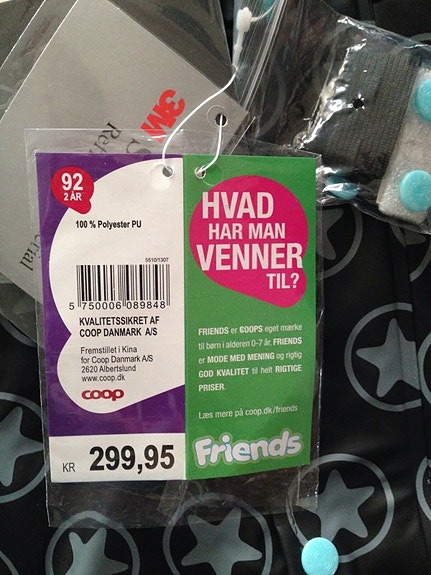 3M
92
2 ÅR
100 % Polyester PU
5510/1307
5 750006 089848
KVALITETSSIKRET AF
COOP DANMARK A/S
Fremstillet i Kina
for Coop Danmark A/S
2620 Albertslund
www.coop.dk
coop
KR 299,95
HVAD
HAR MAN
VENNER
TIL?
FRIENDS er COOPS eget mærke
til børn i alderen 0-7 år. FRIENDS
er MODE MED MENING og rigtig
GOD KVALITET til helt RIGTIGE
PRISER.
Læs mere på coop.dk/friends
Friends